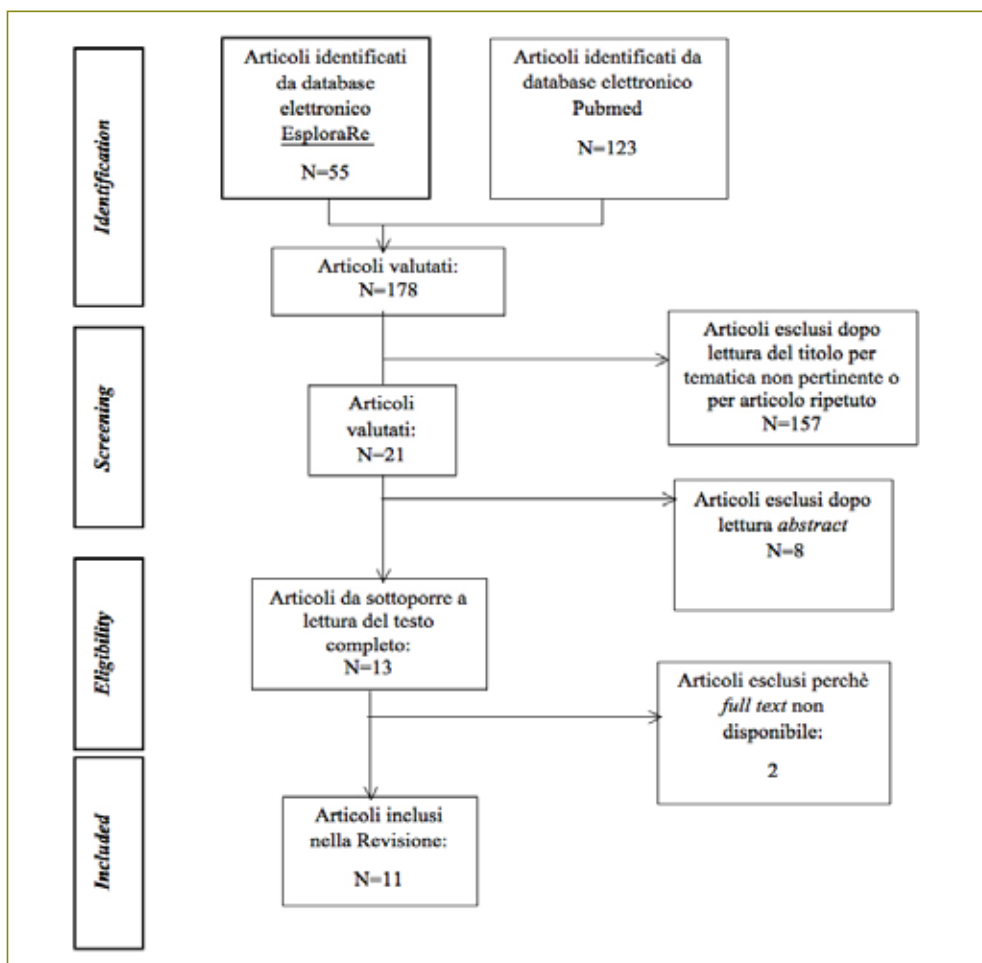 Identification
Articoli identificati
da database
elettronico
EsploraRe
N=55
Articoli identificati da
database elettronico
Pubmed
N=123
Articoli valutati:
N=178
Screening
Articoli esclusi dopo
lettura del titolo per
tematica non pertinente o
per articolo ripetuto
N=157
Articoli
valutati:
N=21
Articoli esclusi dopo
lettura abstract
N=8
Eligibility
Articoli da sottoporre a
lettura del testo
completo:
N=13
Articoli esclusi perchè
full text non
disponibile:
2
Included
Articoli inclusi
nella Revisione:
N=11